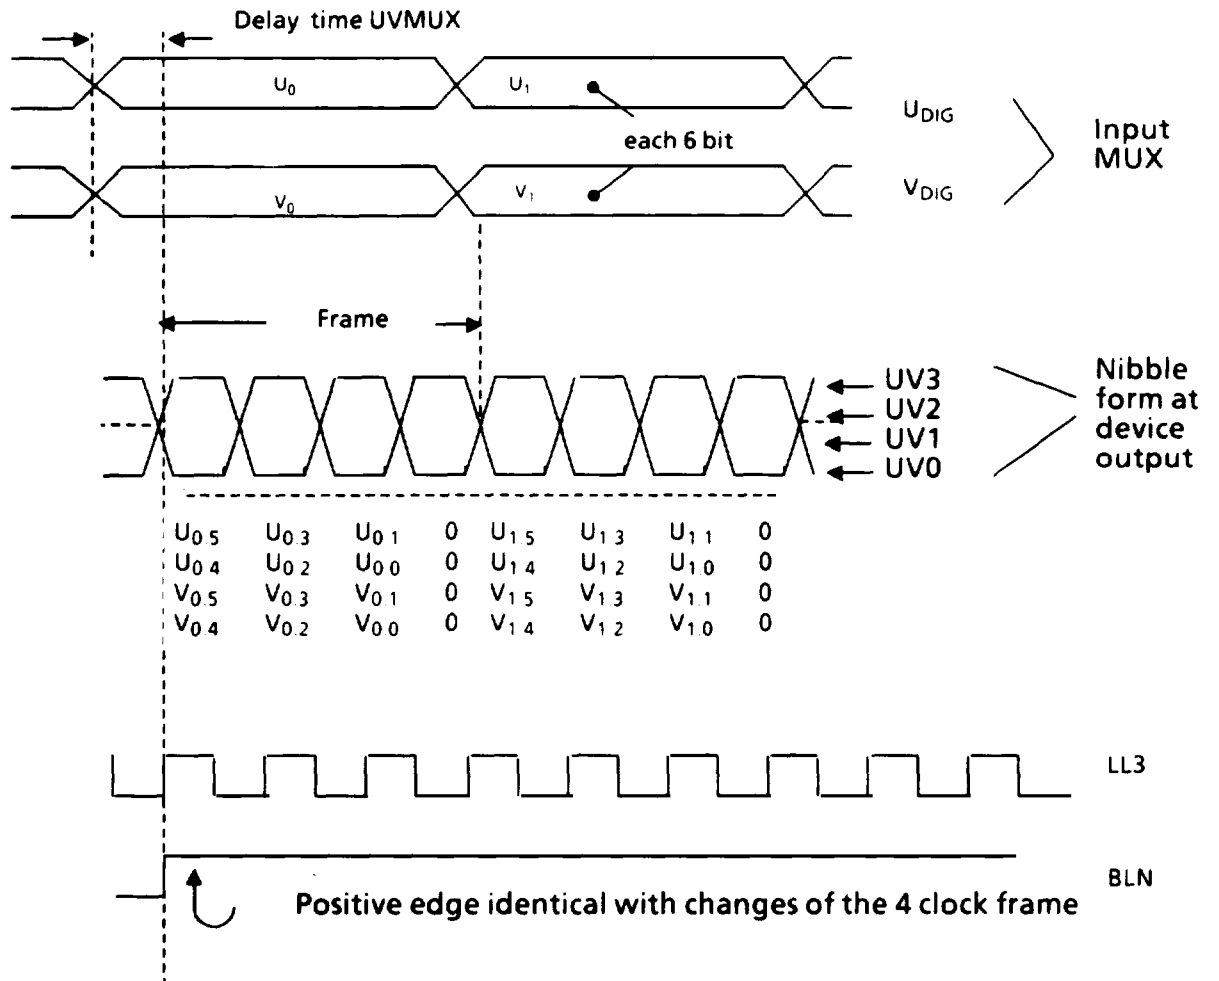 Delay time UVMUX
U₀ U₁
each 6 bit
V₀ V₁
U_DIG
V_DIG
Input
MUX
Frame
UV3
UV2
UV1
UV0
Nibble
form at
device
output
U₀.₅ U₀.₃ U₀.₁ 0 U₁.₅ U₁.₃ U₁.₁ 0
U₀.₄ U₀.₂ U₀.₀ 0 U₁.₄ U₁.₂ U₁.₀ 0
V₀.₅ V₀.₃ V₀.₁ 0 V₁.₅ V₁.₃ V₁.₁ 0
V₀.₄ V₀.₂ V₀.₀ 0 V₁.₄ V₁.₂ V₁.₀ 0
LL3
BLN
Positive edge identical with changes of the 4 clock frame